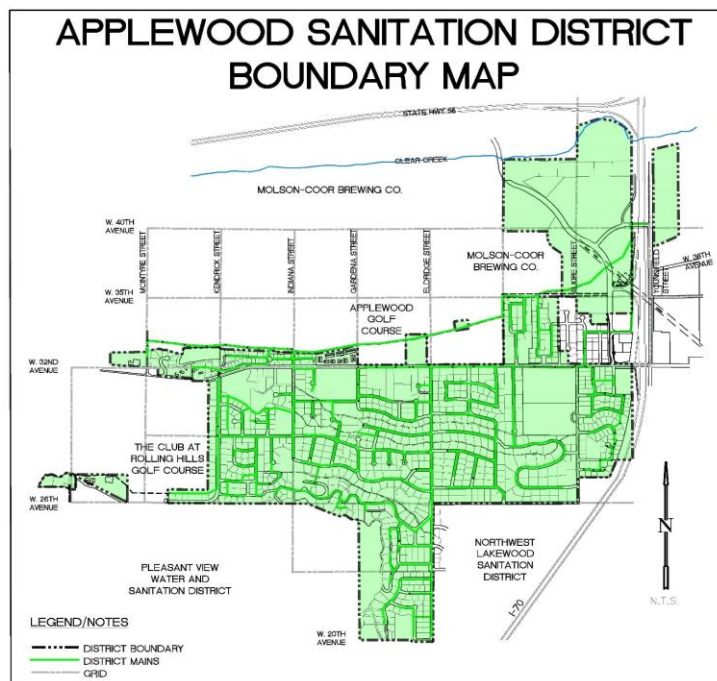 APPLEWOOD SANITATION DISTRICT
BOUNDARY MAP
STATE HWY 58
CLEAR CREEK
MOLSON-COOR BREWING CO.
W. 40TH
AVENUE
MCINTYRE STREET
KENDRICK STREET
INDIANA STREET
GARDENIA STREET
ELDRIDGE STREET
MOLSON-COOR
BREWING CO.
YOUNGFIELD
STREET
W. 38TH
AVENUE
W. 35TH
AVENUE
APPLEWOOD
GOLF
COURSE
W. 32ND
AVENUE
THE CLUB AT
ROLLING HILLS
GOLF COURSE
W. 26TH
AVENUE
PLEASANT VIEW
WATER AND
SANITATION DISTRICT
NORTHWEST
LAKEWOOD
SANITATION
DISTRICT
N
N.T.S.
I-70
W. 20TH
AVENUE
LEGEND/NOTES
DISTRICT BOUNDARY
DISTRICT MAINS
GRID